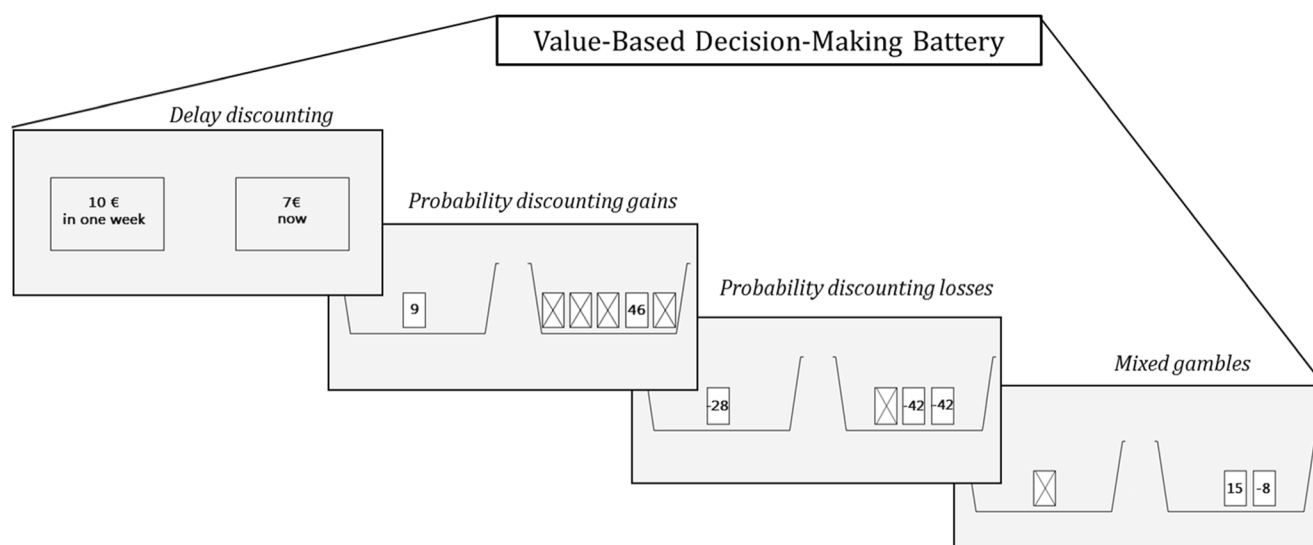 Value-Based Decision-Making Battery
Delay discounting
10 €
in one week
7€
now
Probability discounting gains
9
46
Probability discounting losses
-28
-42 -42
Mixed gambles
15 -8